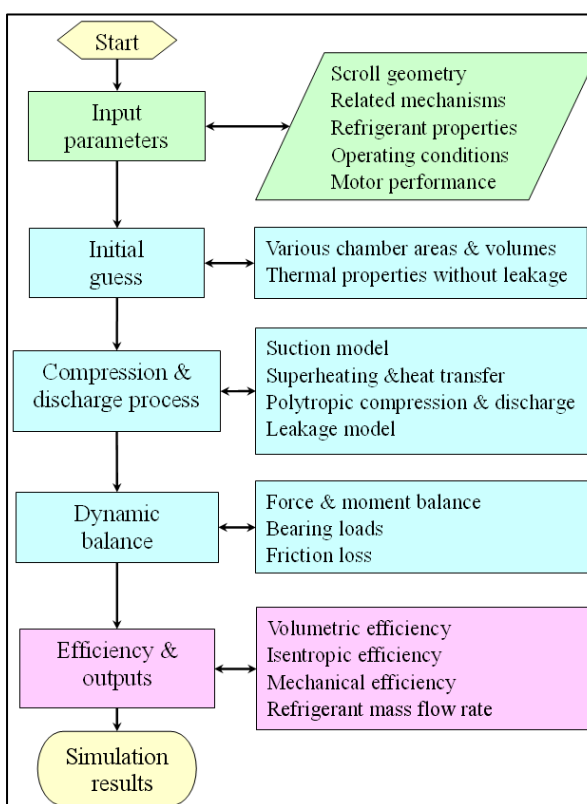 Start
Input
parameters
Scroll geometry
Related mechanisms
Refrigerant properties
Operating conditions
Motor performance
Initial
guess
Various chamber areas & volumes
Thermal properties without leakage
Compression &
discharge process
Suction model
Superheating &heat transfer
Polytropic compression & discharge
Leakage model
Dynamic
balance
Force & moment balance
Bearing loads
Friction loss
Efficiency &
outputs
Volumetric efficiency
Isentropic efficiency
Mechanical efficiency
Refrigerant mass flow rate
Simulation
results